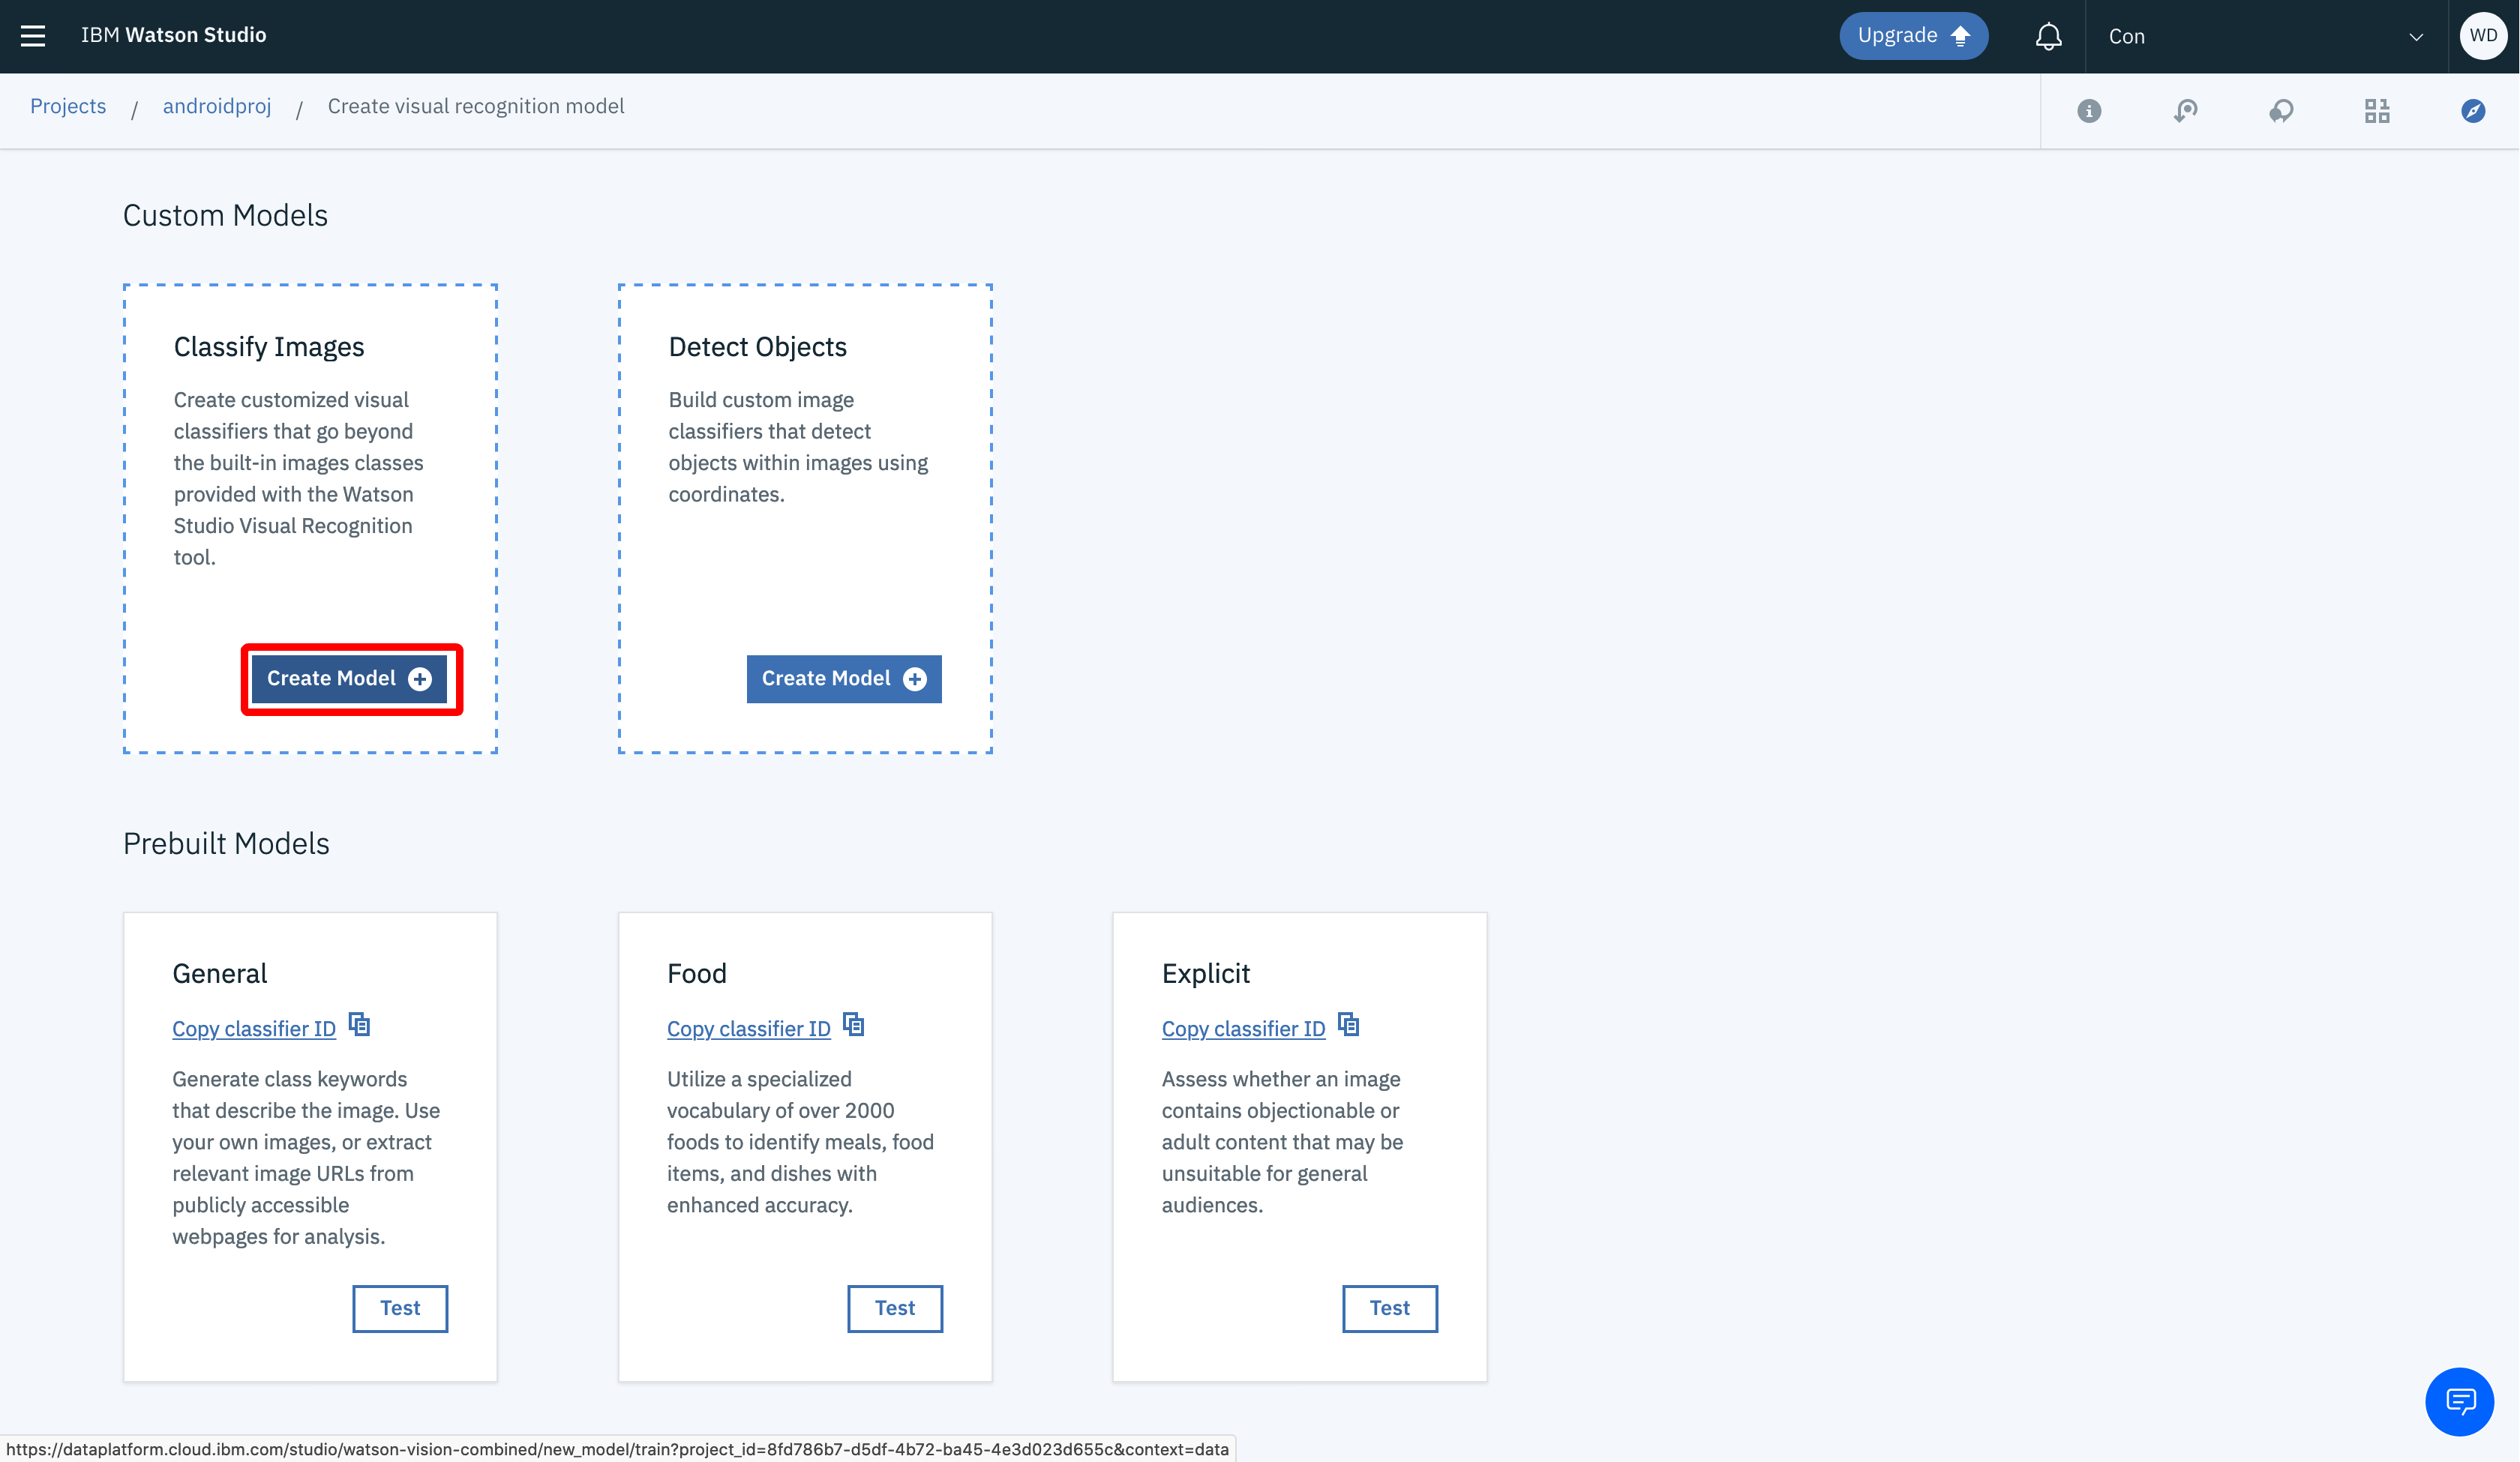 IBM Watson Studio
Upgrade
Con
WD
Projects / androidproj / Create visual recognition model
Custom Models
Classify Images
Create customized visual
classifiers that go beyond
the built-in images classes
provided with the Watson
Studio Visual Recognition
tool.
Create Model
Detect Objects
Build custom image
classifiers that detect
objects within images using
coordinates.
Create Model
Prebuilt Models
General
Copy classifier ID
Generate class keywords
that describe the image. Use
your own images, or extract
relevant image URLs from
publicly accessible
webpages for analysis.
Test
Food
Copy classifier ID
Utilize a specialized
vocabulary of over 2000
foods to identify meals, food
items, and dishes with
enhanced accuracy.
Test
Explicit
Copy classifier ID
Assess whether an image
contains objectionable or
adult content that may be
unsuitable for general
audiences.
Test
https://dataplatform.cloud.ibm.com/studio/watson-vision-combined/new_model/train?project_id=8fd786b7-d5df-4b72-ba45-4e3d023d655c&context=data